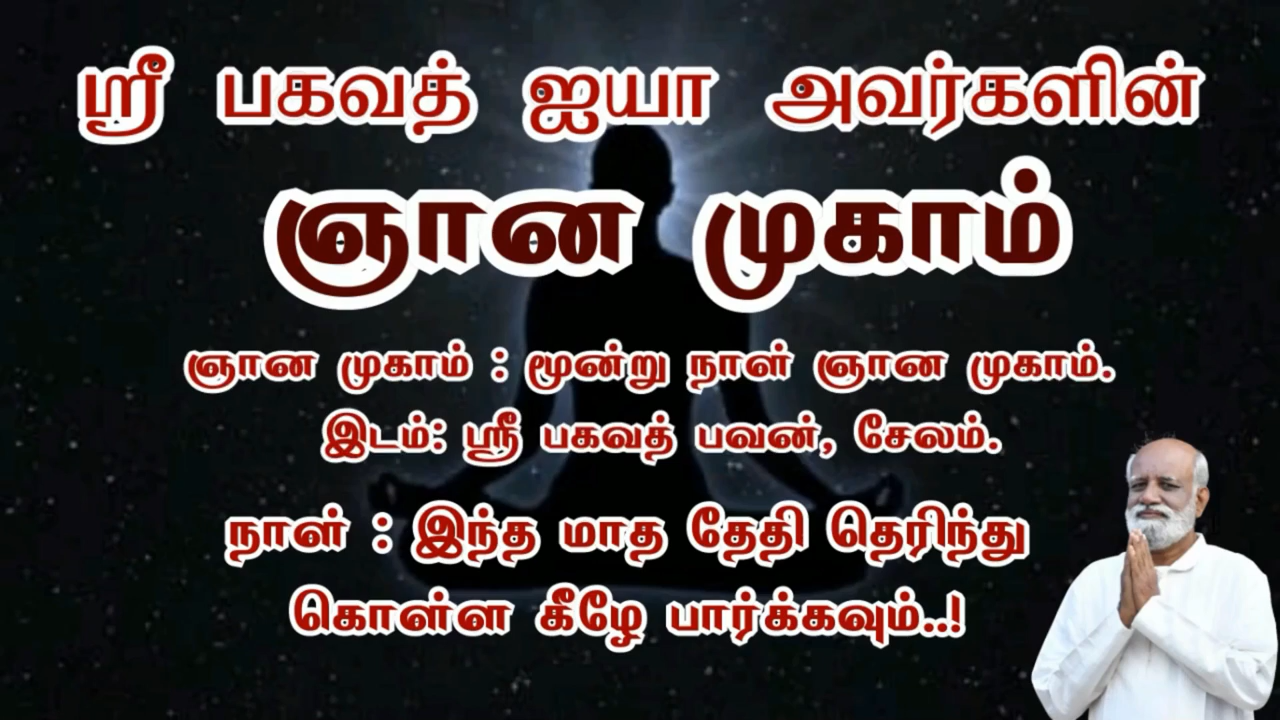 ஸ்ரீ பகவத் ஐயா அவர்களின்
ஞான முகாம்
ஞான முகாம் : மூன்று நாள் ஞான முகாம்.
இடம்: ஸ்ரீ பகவத் பவன், சேலம்.
நாள் : இந்த மாத தேதி தெரிந்து
கொள்ள கீழே பார்க்கவும்..!